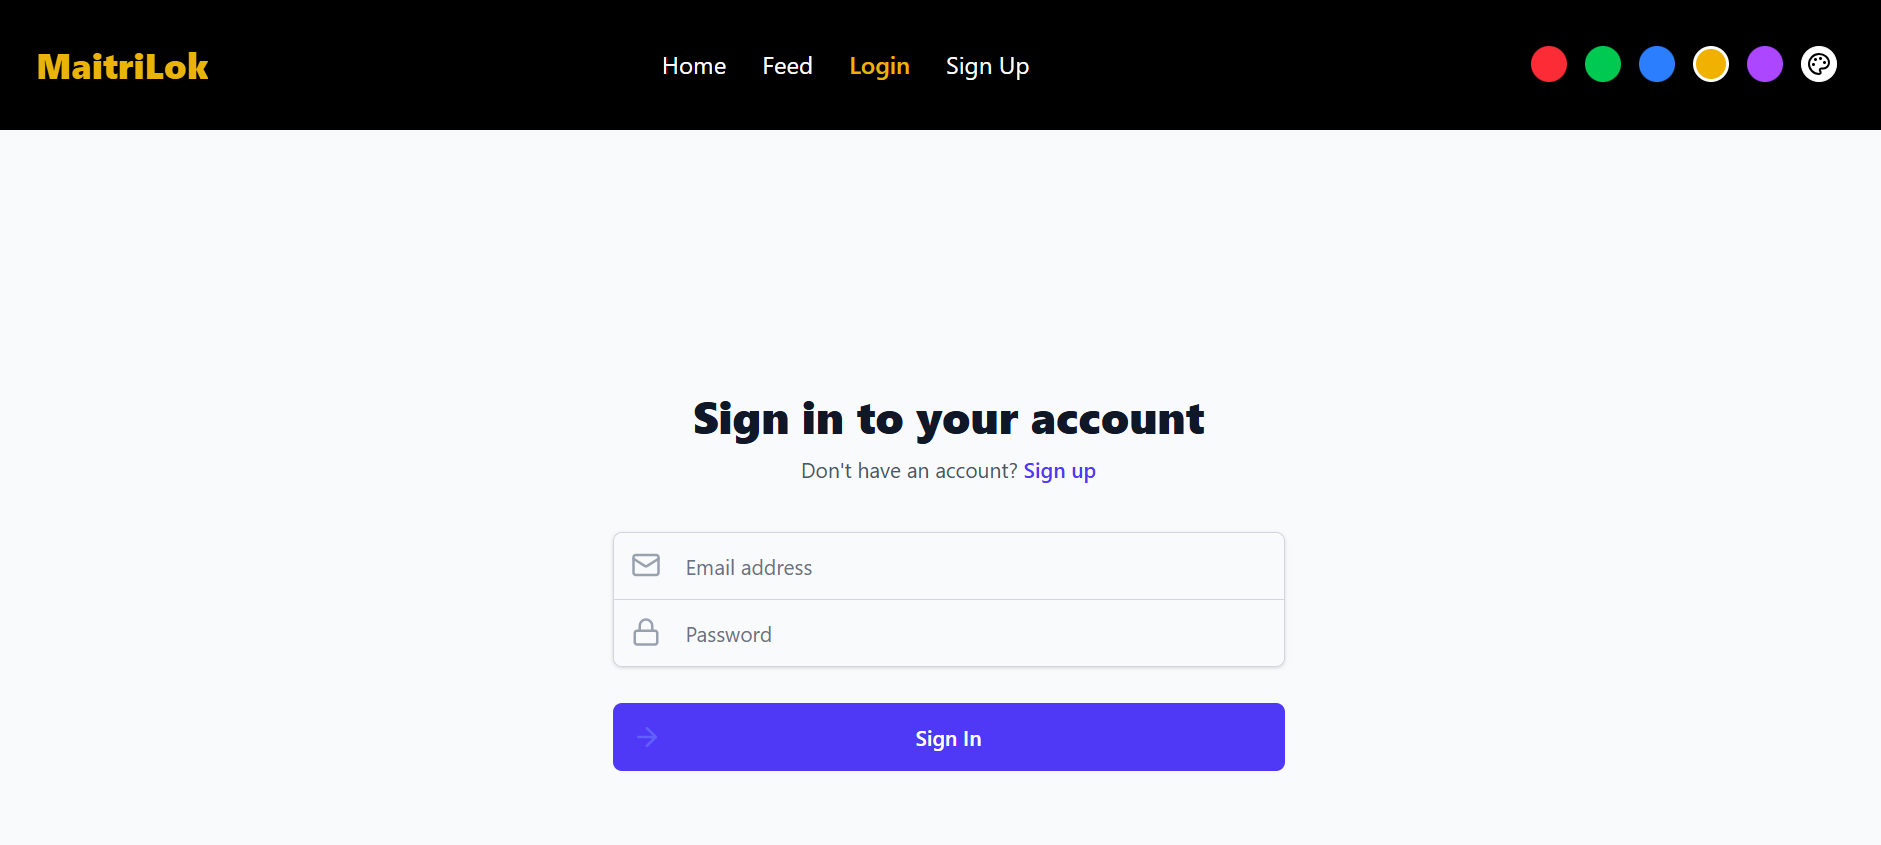 MaitriLok
Home Feed Login Sign Up
Sign in to your account
Don't have an account? Sign up
Email address
Password
Sign In